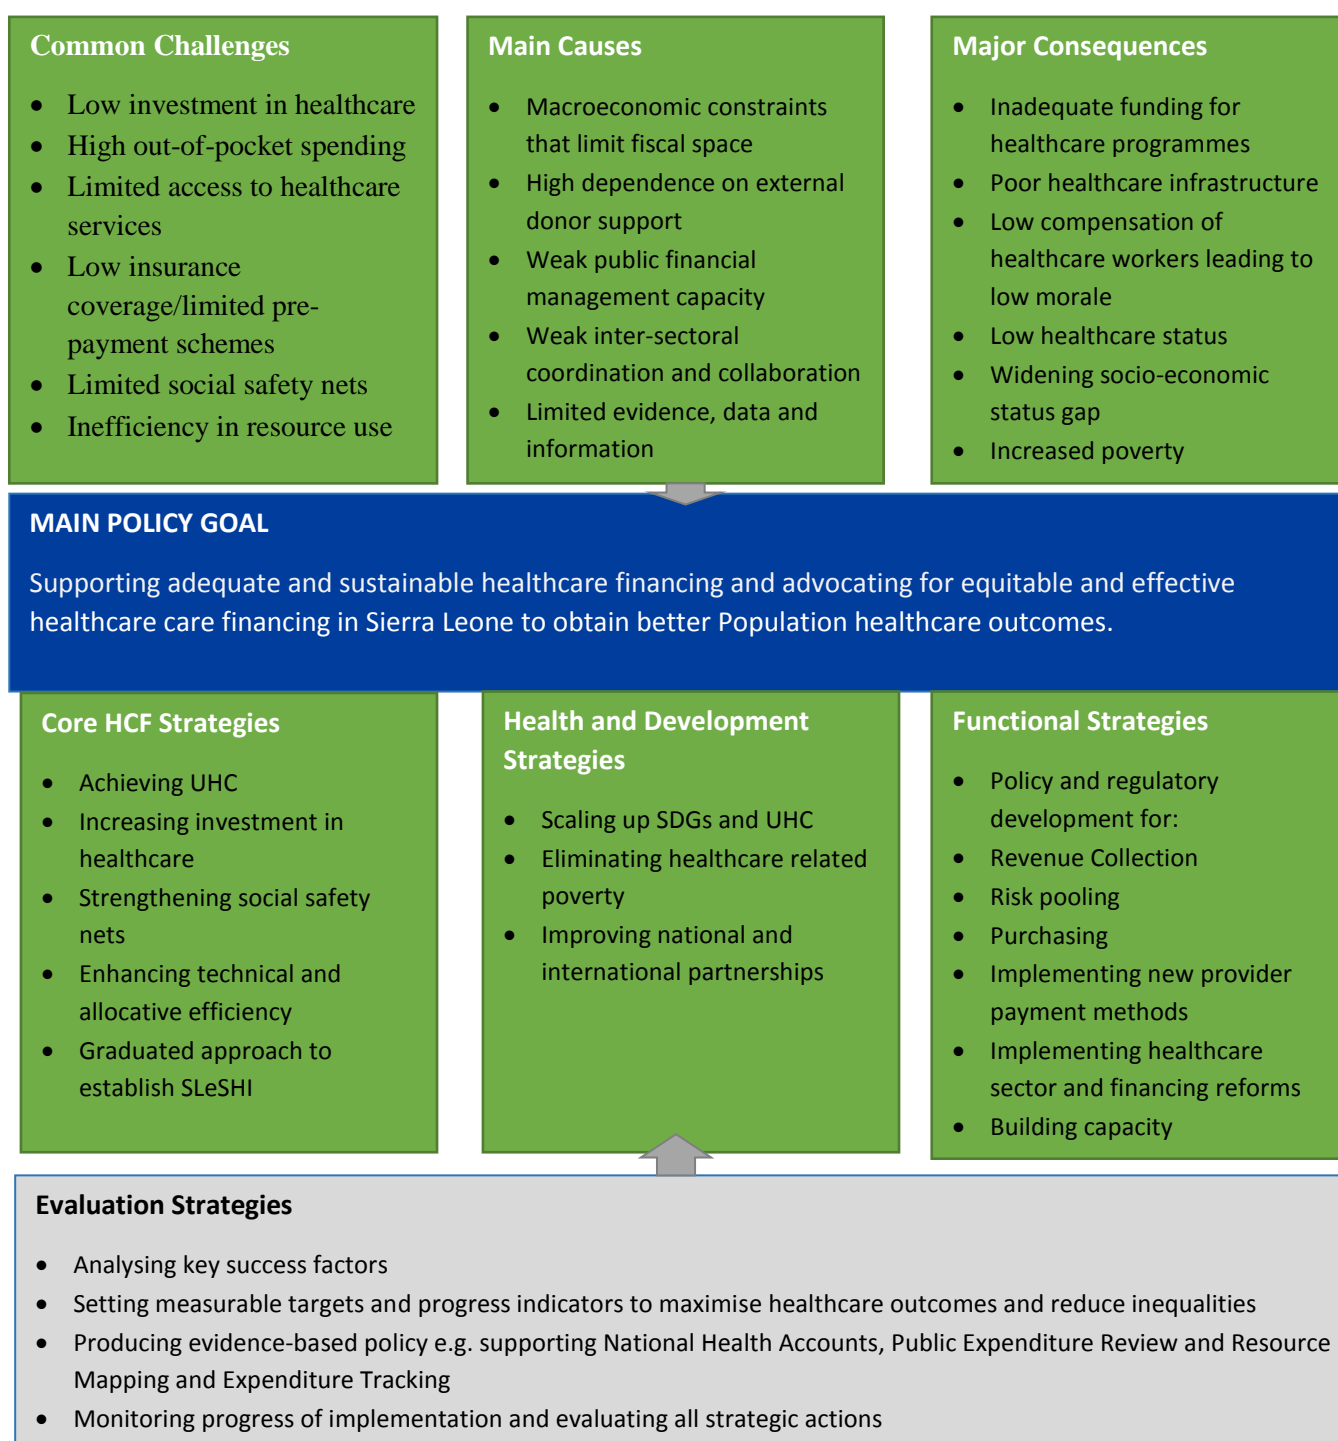 Common Challenges
• Low investment in healthcare
• High out-of-pocket spending
• Limited access to healthcare
services
• Low insurance
coverage/limited pre-
payment schemes
• Limited social safety nets
• Inefficiency in resource use
Main Causes
• Macroeconomic constraints
that limit fiscal space
• High dependence on external
donor support
• Weak public financial
management capacity
• Weak inter-sectoral
coordination and collaboration
• Limited evidence, data and
information
Major Consequences
• Inadequate funding for
healthcare programmes
• Poor healthcare infrastructure
• Low compensation of
healthcare workers leading to
low morale
• Low healthcare status
• Widening socio-economic
status gap
• Increased poverty
MAIN POLICY GOAL
Supporting adequate and sustainable healthcare financing and advocating for equitable and effective
healthcare care financing in Sierra Leone to obtain better Population healthcare outcomes.
Core HCF Strategies
• Achieving UHC
• Increasing investment in
healthcare
• Strengthening social safety
nets
• Enhancing technical and
allocative efficiency
• Graduated approach to
establish SLeSHI
Health and Development
Strategies
• Scaling up SDGs and UHC
• Eliminating healthcare related
poverty
• Improving national and
international partnerships
Functional Strategies
• Policy and regulatory
development for:
• Revenue Collection
• Risk pooling
• Purchasing
• Implementing new provider
payment methods
• Implementing healthcare
sector and financing reforms
• Building capacity
Evaluation Strategies
• Analysing key success factors
• Setting measurable targets and progress indicators to maximise healthcare outcomes and reduce inequalities
• Producing evidence-based policy e.g. supporting National Health Accounts, Public Expenditure Review and Resource
Mapping and Expenditure Tracking
• Monitoring progress of implementation and evaluating all strategic actions